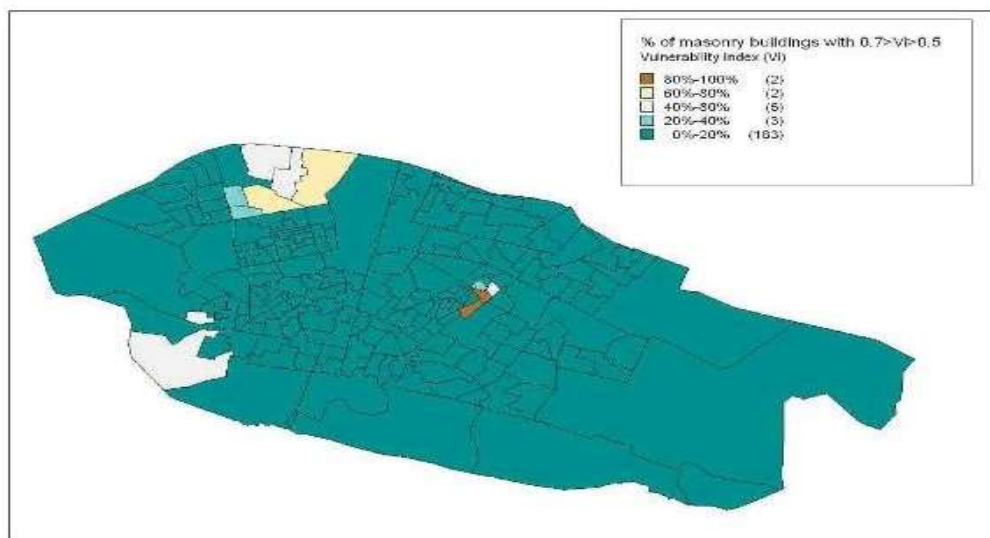 % of masonry buildings with 0.7>Vi>0.5
Vulnerability Index (Vi)
80%-100% (2)
60%-80% (2)
40%-80% (5)
20%-40% (3)
0%-20% (183)